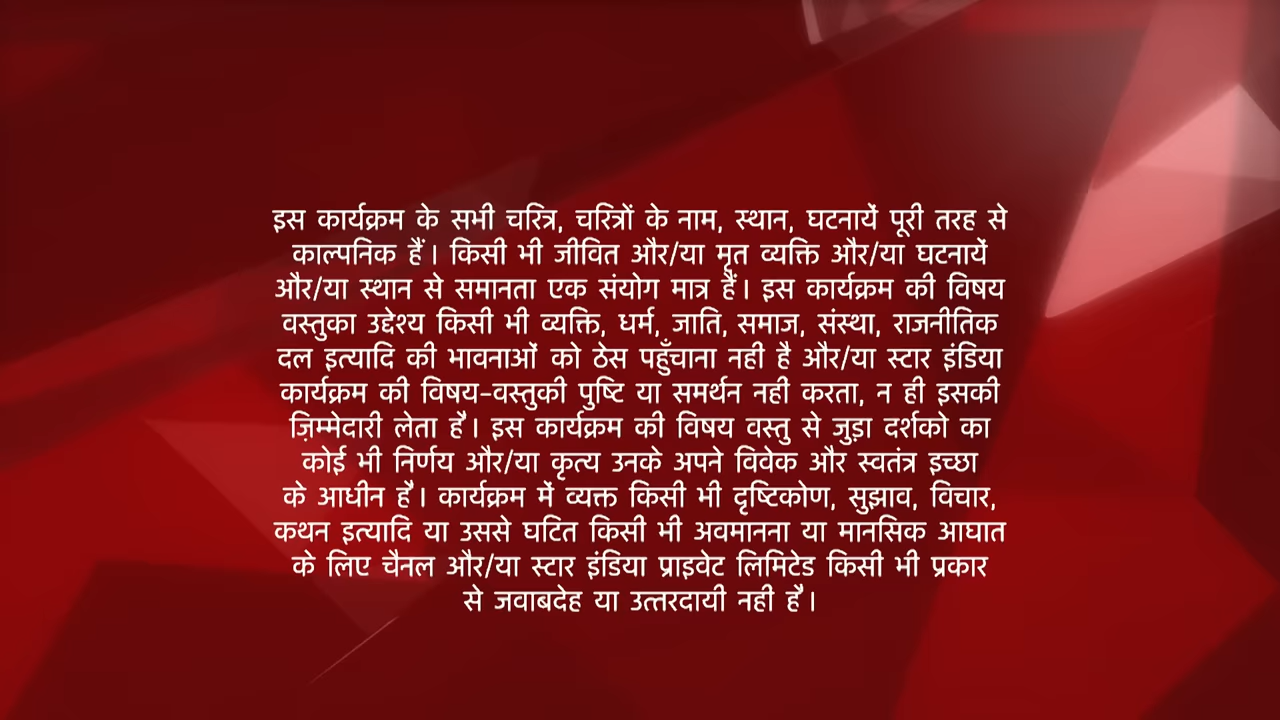 इस कार्यक्रम के सभी चरित्र, चरित्रों के नाम, स्थान, घटनायें पूरी तरह से
काल्पनिक हैं। किसी भी जीवित और/या मृत व्यक्ति और/या घटनायें
और/या स्थान से समानता एक संयोग मात्र हैं। इस कार्यक्रम की विषय
वस्तुका उद्देश्य किसी भी व्यक्ति, धर्म, जाति, समाज, संस्था, राजनीतिक
दल इत्यादि की भावनाओं को ठेस पहुँचाना नही है और/या स्टार इंडिया
कार्यक्रम की विषय-वस्तुकी पुष्टि या समर्थन नही करता, न ही इसकी
ज़िम्मेदारी लेता हैं। इस कार्यक्रम की विषय वस्तु से जुड़ा दर्शको का
कोई भी निर्णय और/या कृत्य उनके अपने विवेक और स्वतंत्र इच्छा
के आधीन हैं। कार्यक्रम में व्यक्त किसी भी दृष्टिकोण, सुझाव, विचार,
कथन इत्यादि या उससे घटित किसी भी अवमानना या मानसिक आघात
के लिए चैनल और/या स्टार इंडिया प्राइवेट लिमिटेड किसी भी प्रकार
से जवाबदेह या उत्तरदायी नही हैं।